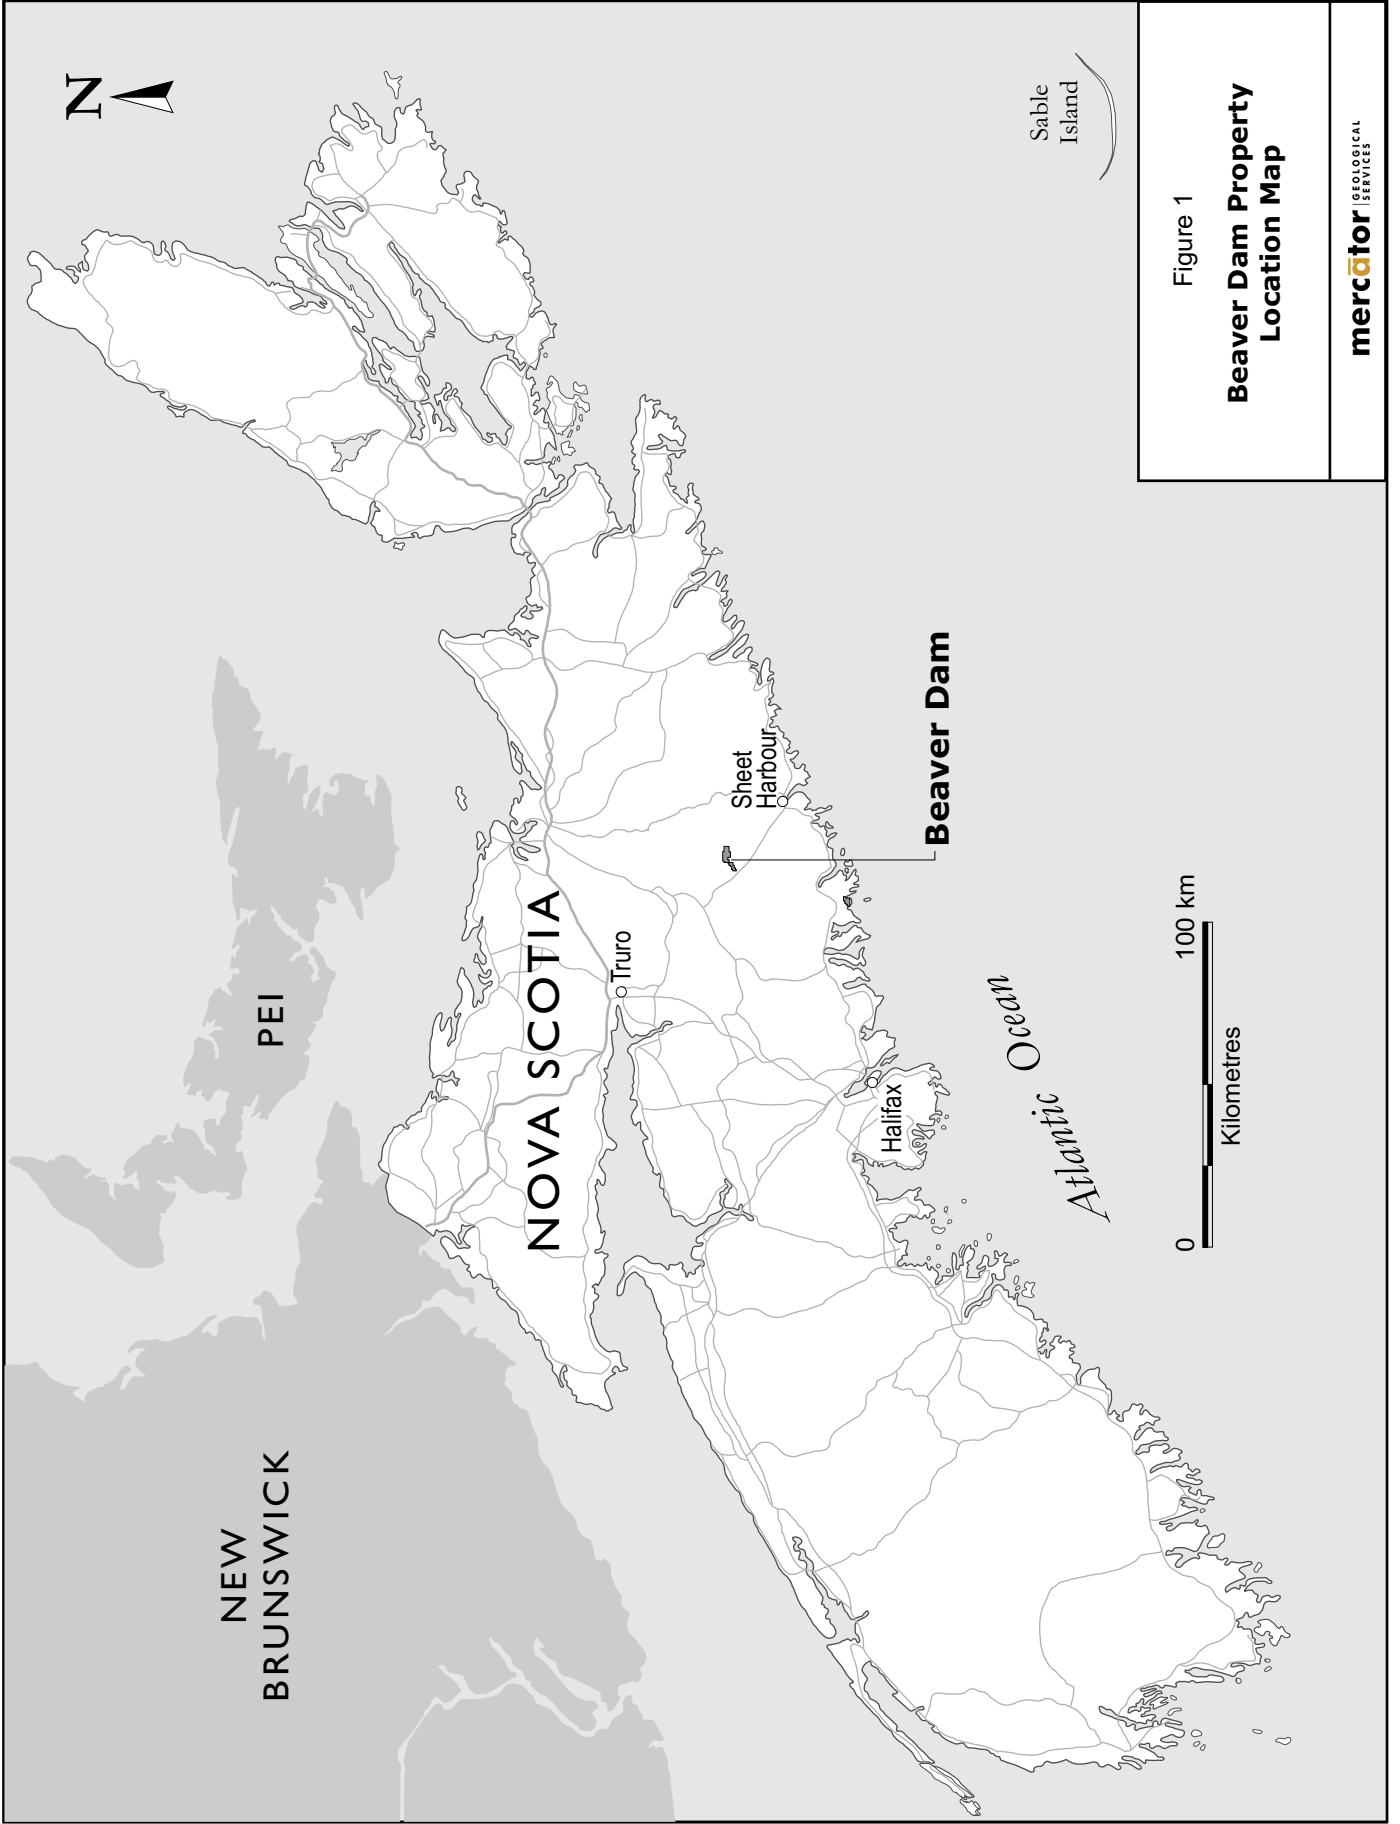 N
NEW
BRUNSWICK
PEI
NOVA SCOTIA
Truro
Sheet
Harbour
Halifax
Beaver Dam
Atlantic Ocean
Sable
Island
0
100 km
Kilometres
Figure 1
Beaver Dam Property
Location Map
mercātor
GEOLOGICAL
SERVICES